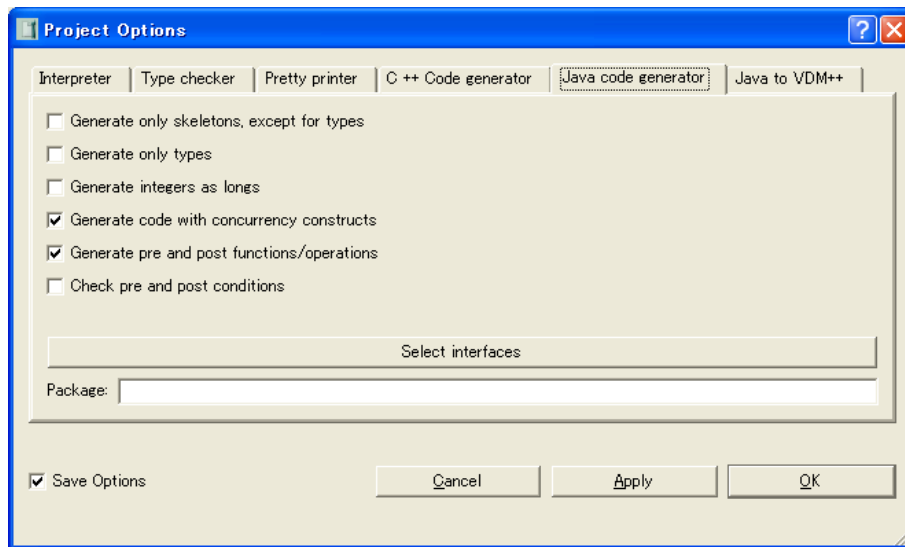 Project Options
Interpreter Type checker Pretty printer C ++ Code generator Java code generator Java to VDM++
Generate only skeletons, except for types
Generate only types
Generate integers as longs
Generate code with concurrency constructs
Generate pre and post functions/operations
Check pre and post conditions
Select interfaces
Package:
Save Options Cancel Apply OK